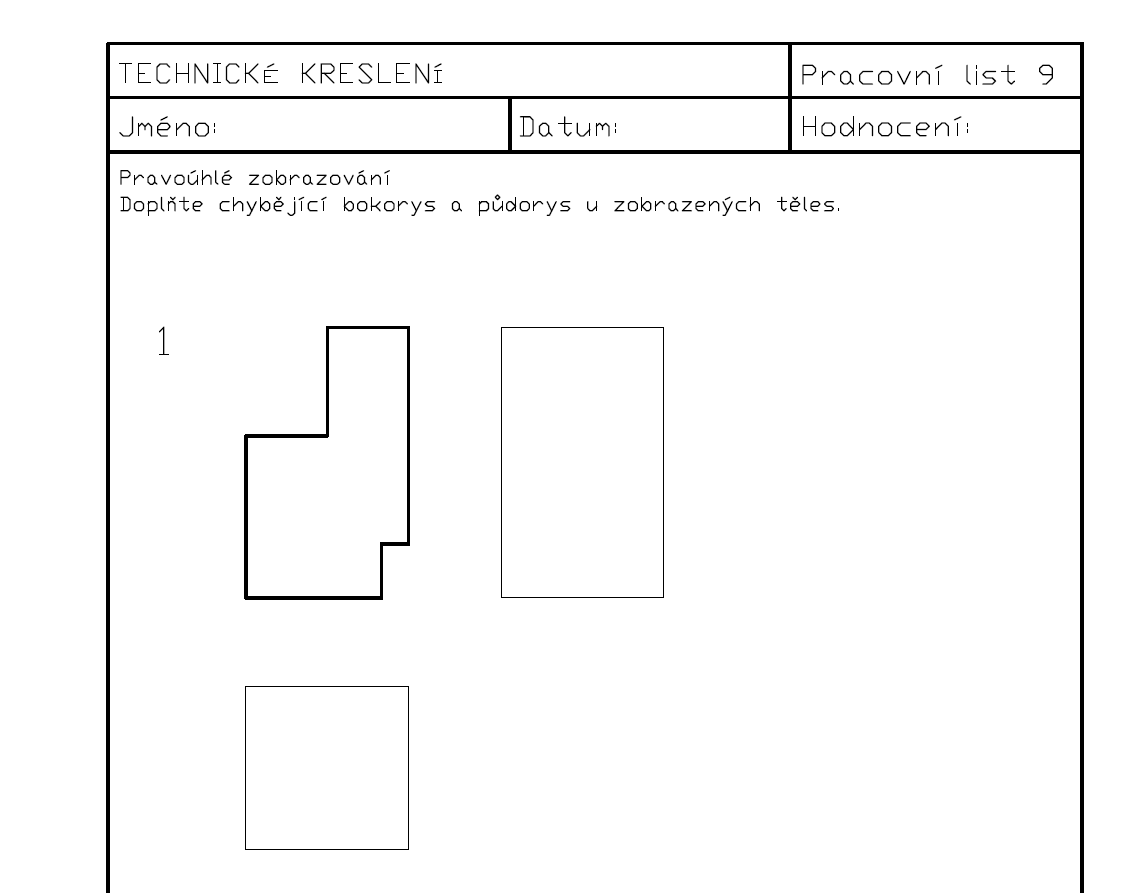 TECHNICKÉ KRESLENÍ
Pracovní list 9
Jméno:
Datum:
Hodnocení:
Pravoúhlé zobrazování
Doplňte chybějící bokorys a půdorys u zobrazených těles.
1